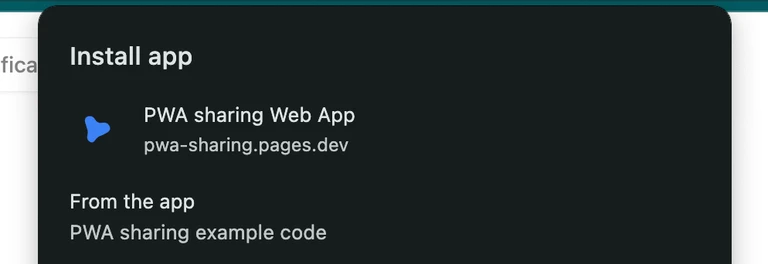 Install app
fica
PWA sharing Web App
pwa-sharing.pages.dev
From the app
PWA sharing example code